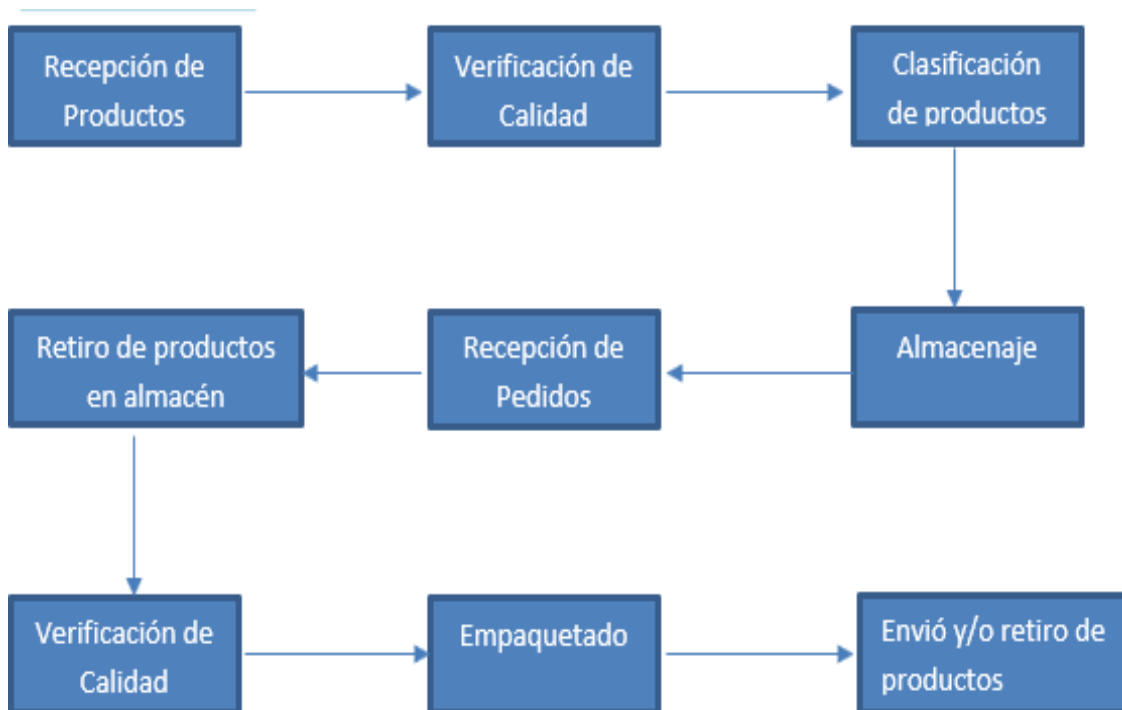 Recepción de
Productos
Verificación de
Calidad
Clasificación
de productos
Retiro de productos
en almacén
Recepción de
Pedidos
Almacenaje
Verificación de
Calidad
Empaquetado
Envió y/o retiro de
productos